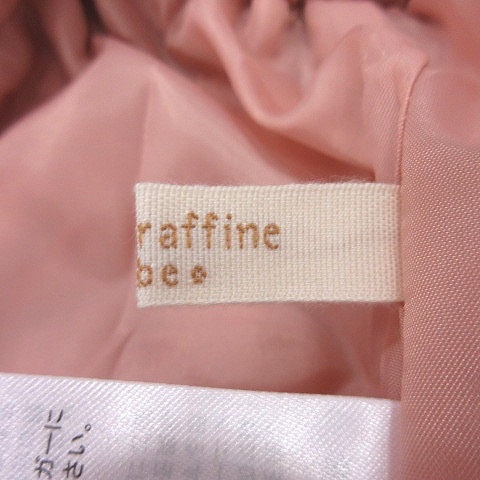 raffine
be
ガーに
さい。